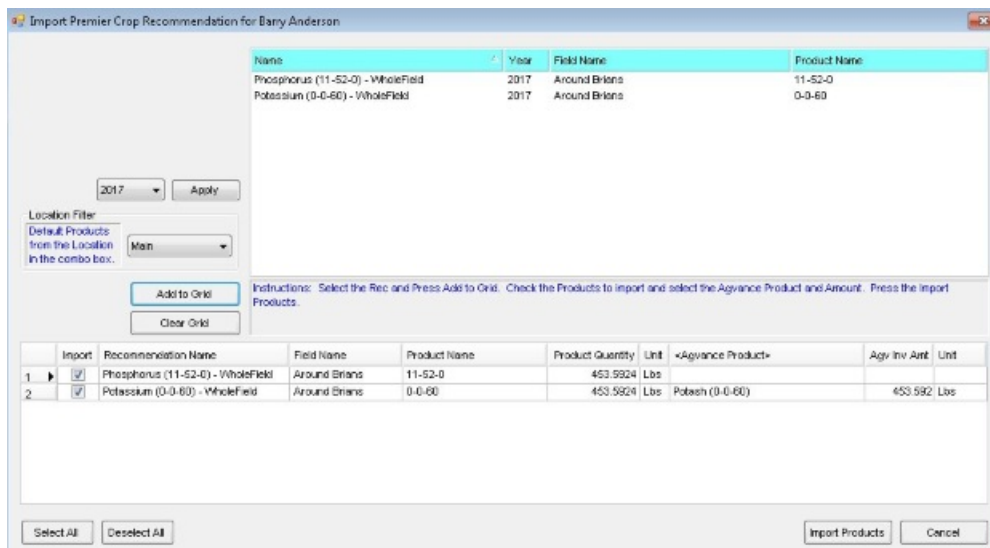 Import Premier Crop Recommendation for Barry Anderson
Name Year Field Name Product Name
Phosphorus (11-52-0) - WholeField 2017 Around Brians 11-52-0
Potassium (0-0-60) - WholeField 2017 Around Brians 0-0-60
2017 Apply
Location Filter
Default Products
from the Location
in the combo box.
Main
Add to Grid
Clear Grid
Instructions: Select the Rec and Press Add to Grid. Check the Products to Import and select the Agvance Product and Amount. Press the Import
Products.
Import Recommendation Name Field Name Product Name Product Quantity Unit <Agvance Product> Agv Inv Amt Unit
1 Phosphorus (11-52-0) - WholeField Around Brians 11-52-0 453.5924 Lbs
2 Potassium (0-0-60) - WholeField Around Brians 0-0-60 453.5924 Lbs Potash (0-0-60) 453.592 Lbs
Select All Deselect All Import Products Cancel